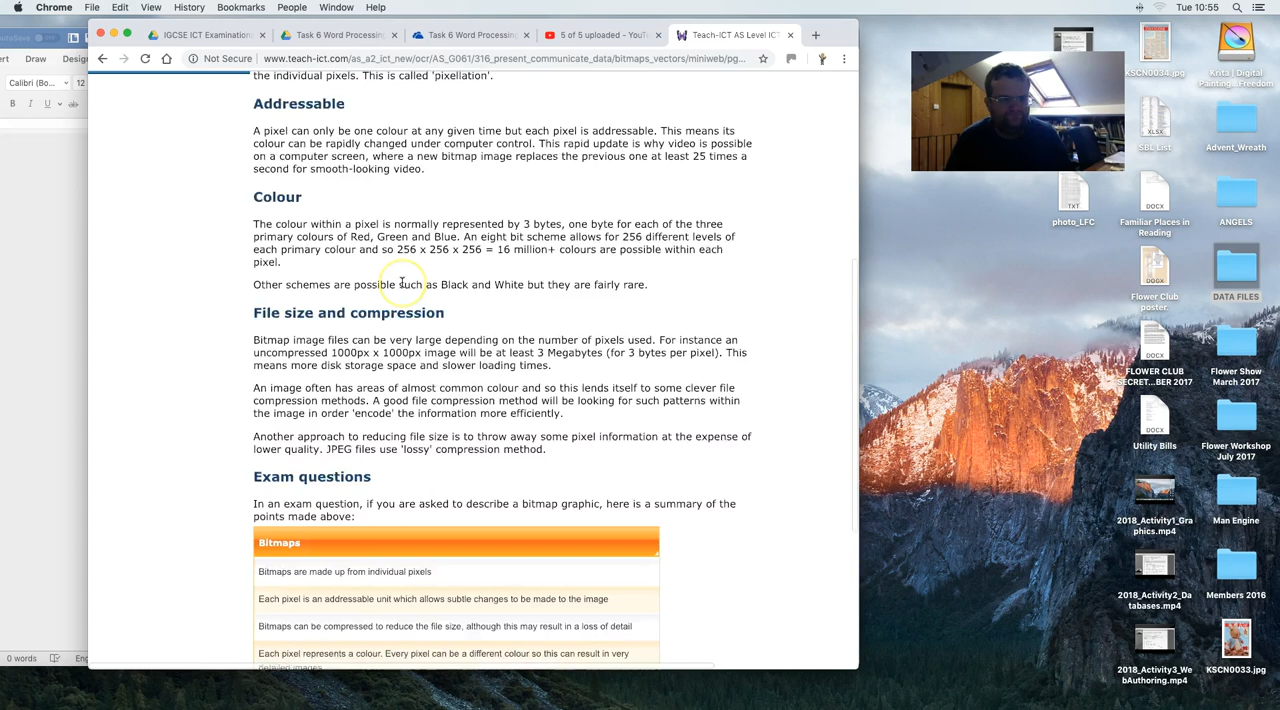 Chrome File Edit View History Bookmarks People Window Help
Tue 10:55
IGCSE ICT Examination
Task 6 Word Processing
Task 6 Word Processing
5 of 5 uploaded - YouT
Teach-ICT AS Level ICT
Not Secure
www.teach-ict.com/as_a2_ict_new/ocr/AS_G061/316_present_communicate_data/bitmaps_vectors/miniweb/pg...
Draw
Desig
Calibri (Bo...
12
B I U
the individual pixels. This is called 'pixellation'.
Addressable
A pixel can only be one colour at any given time but each pixel is addressable. This means its
colour can be rapidly changed under computer control. This rapid update is why video is possible
on a computer screen, where a new bitmap image replaces the previous one at least 25 times a
second for smooth-looking video.
Colour
The colour within a pixel is normally represented by 3 bytes, one byte for each of the three
primary colours of Red, Green and Blue. An eight bit scheme allows for 256 different levels of
each primary colour and so 256 x 256 x 256 = 16 million+ colours are possible within each
pixel.
Other schemes are possible such as Black and White but they are fairly rare.
File size and compression
Bitmap image files can be very large depending on the number of pixels used. For instance an
uncompressed 1000px x 1000px image will be at least 3 Megabytes (for 3 bytes per pixel). This
means more disk storage space and slower loading times.
An image often has areas of almost common colour and so this lends itself to some clever file
compression methods. A good file compression method will be looking for such patterns within
the image in order 'encode' the information more efficiently.
Another approach to reducing file size is to throw away some pixel information at the expense of
lower quality. JPEG files use 'lossy' compression method.
Exam questions
In an exam question, if you are asked to describe a bitmap graphic, here is a summary of the
points made above:
Bitmaps
Bitmaps are made up from individual pixels
Each pixel is an addressable unit which allows subtle changes to be made to the image
Bitmaps can be compressed to reduce the file size, although this may result in a loss of detail
Each pixel represents a colour. Every pixel can be a different colour so this can result in very
detailed images
0 words
Eng
KSCN0034.jpg
Krita | Digital
Painting...Freedom
XLSX
SBL List
Advent_Wreath
TXT
photo_LFC
DOCX
Familiar Places in
Reading
ANGELS
DOCX
Flower Club
poster.
DATA FILES
DOCX
FLOWER CLUB
SECRET...BER 2017
Flower Show
March 2017
DOCX
Utility Bills
Flower Workshop
July 2017
2018_Activity1_Gra
phics.mp4
Man Engine
2018_Activity2_Da
tabases.mp4
Members 2016
2018_Activity3_We
bAuthoring.mp4
KSCN0033.jpg